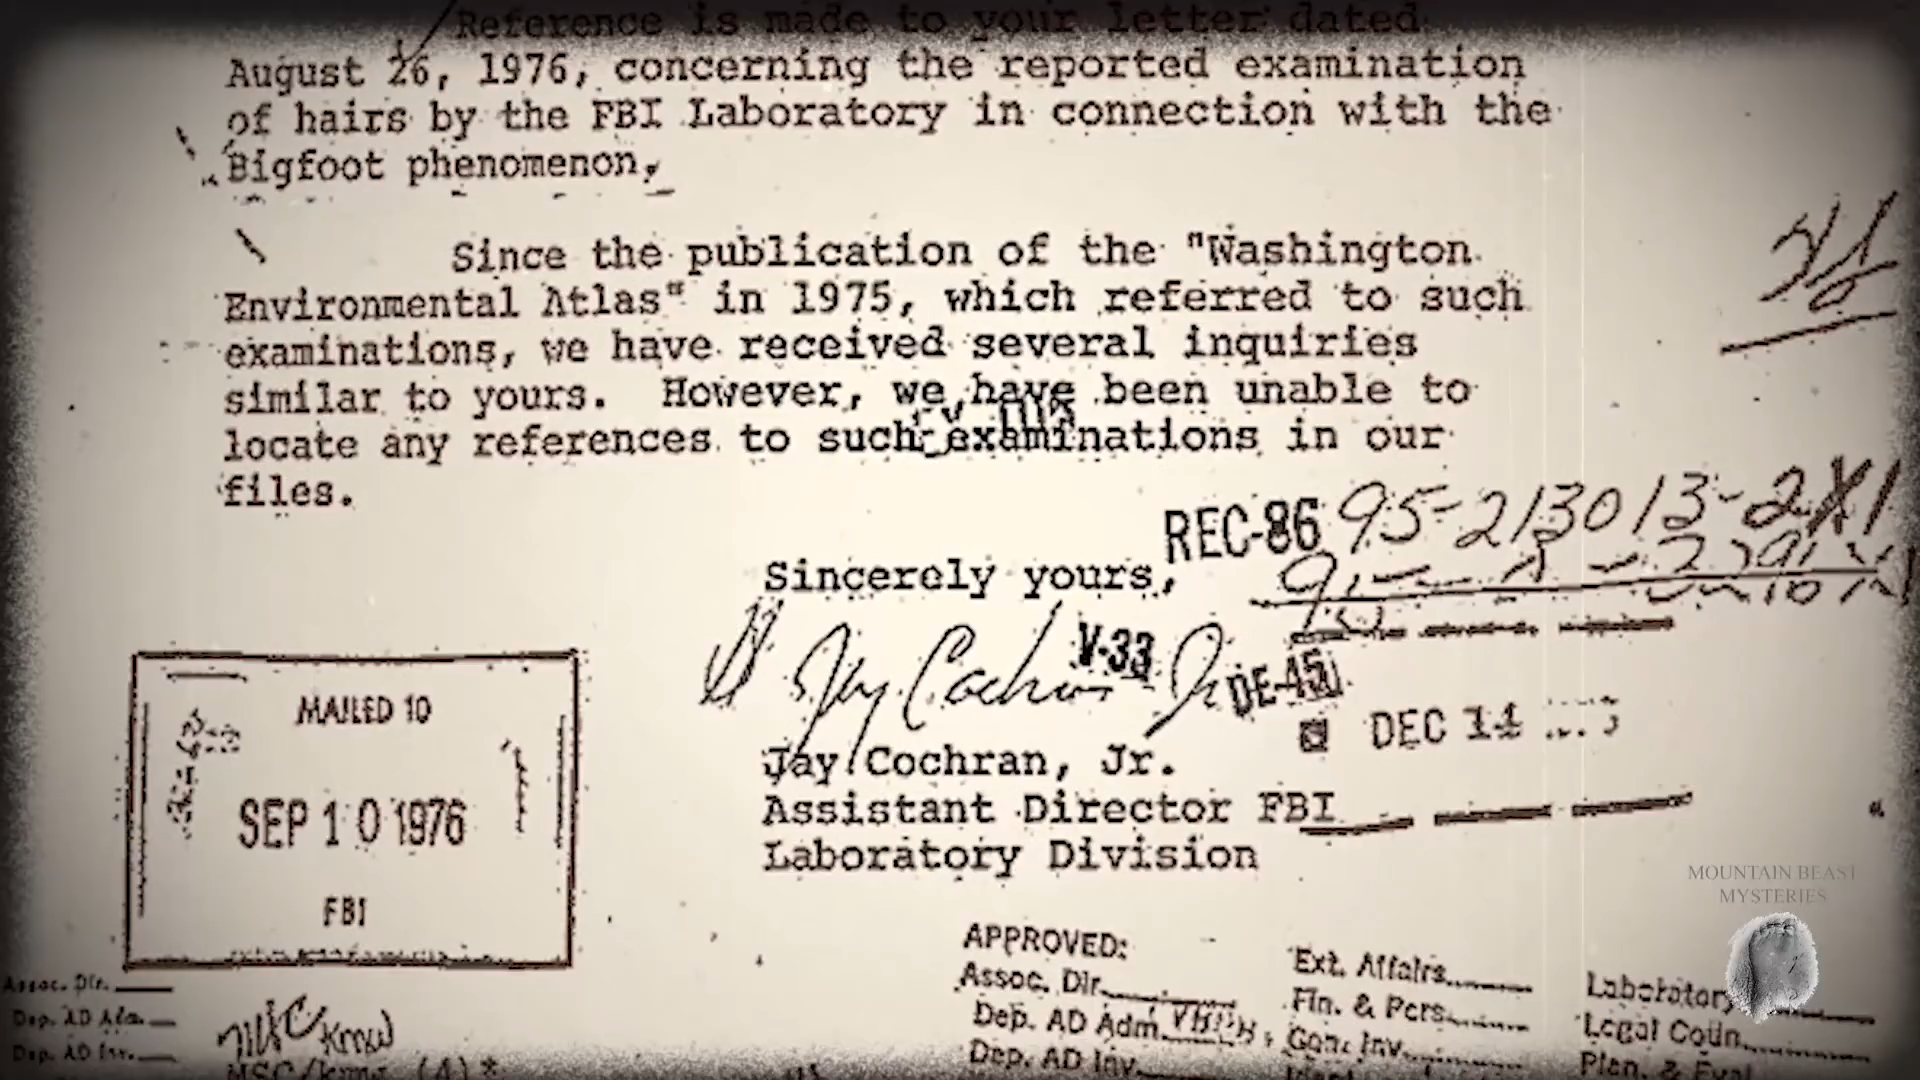 Reference is made to your letter dated
August 26, 1976, concerning the reported examination
of hairs by the FBI Laboratory in connection with the
Bigfoot phenomenon.
Since the publication of the "Washington
Environmental Atlas" in 1975, which referred to such
examinations, we have received several inquiries
similar to yours. However, we have been unable to
locate any references to such examinations in our
files.
REC-86 95-213013-2X1
Sincerely yours,
Jay Cochran Jr
V-33
DE-45
DEC 14
Jay Cochran, Jr.
Assistant Director FBI
Laboratory Division
MAILED 10
SEP 10 1976
FBI
MOUNTAIN BEAST
MYSTERIES
APPROVED:
Assoc. Dir.
Dep. AD Adm.
Dep. AD Inv.
Ext. Affairs
Fin. & Pers.
Gen. Inv.
Ident
Laboratory
Legal Coun.
Plan. & Eval
Assoc. Dir.
Dep. AD Adm.
Dep. AD Inv.